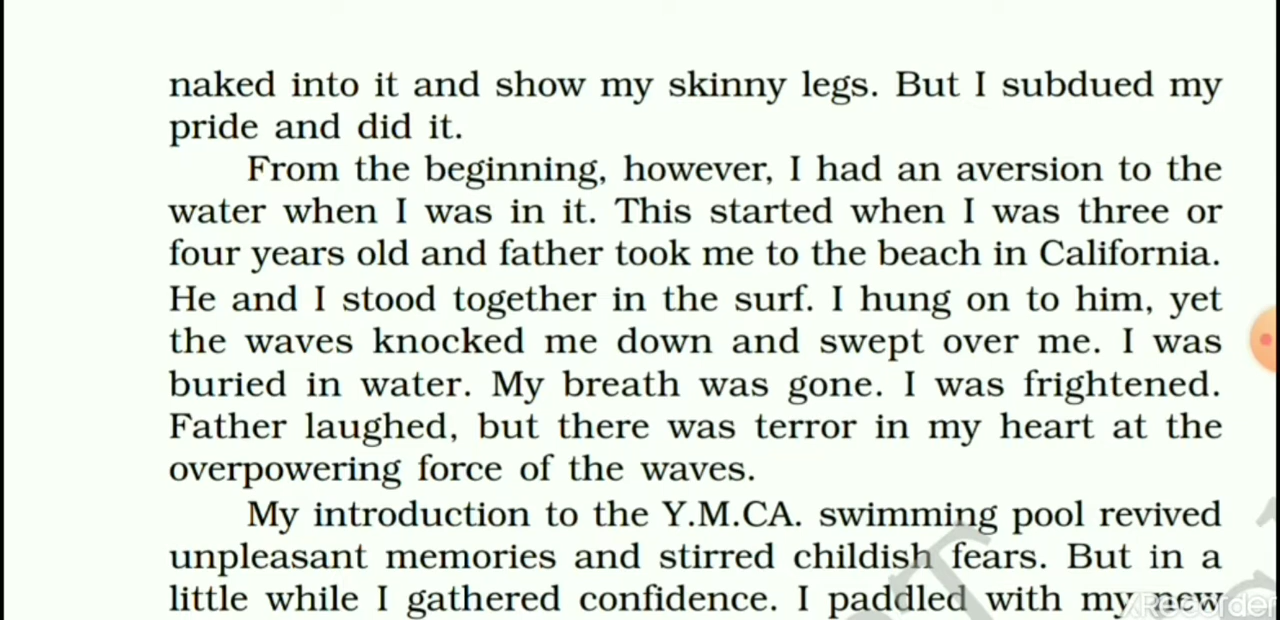 naked into it and show my skinny legs. But I subdued my
pride and did it.
From the beginning, however, I had an aversion to the
water when I was in it. This started when I was three or
four years old and father took me to the beach in California.
He and I stood together in the surf. I hung on to him, yet
the waves knocked me down and swept over me. I was
buried in water. My breath was gone. I was frightened.
Father laughed, but there was terror in my heart at the
overpowering force of the waves.
My introduction to the Y.M.CA. swimming pool revived
unpleasant memories and stirred childish fears. But in a
little while I gathered confidence. I paddled with my new
XRecorder